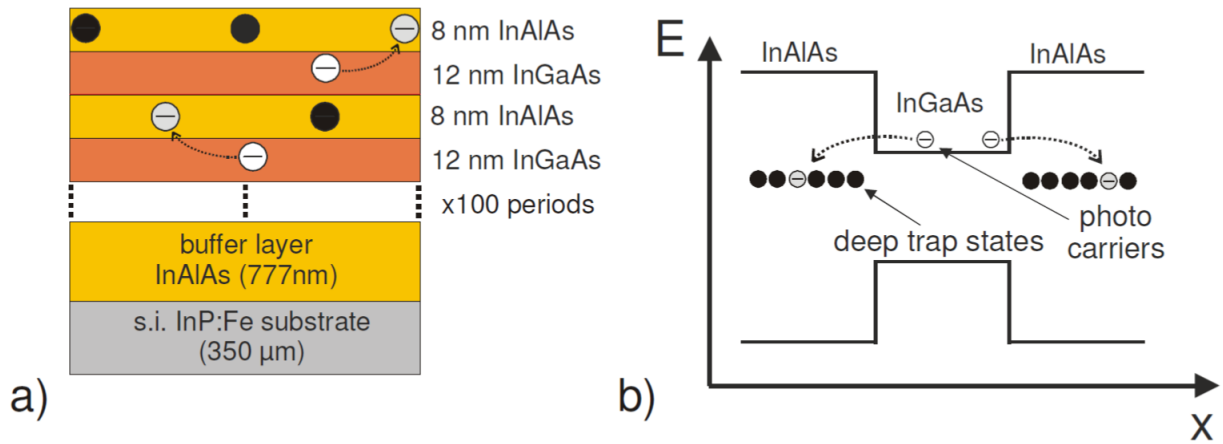 8 nm InAlAs
12 nm InGaAs
8 nm InAlAs
12 nm InGaAs
x100 periods
buffer layer
InAlAs (777nm)
s.i. InP:Fe substrate
(350 µm)
a)
E
InAlAs
InAlAs
InGaAs
deep trap states
photo
carriers
b)
x